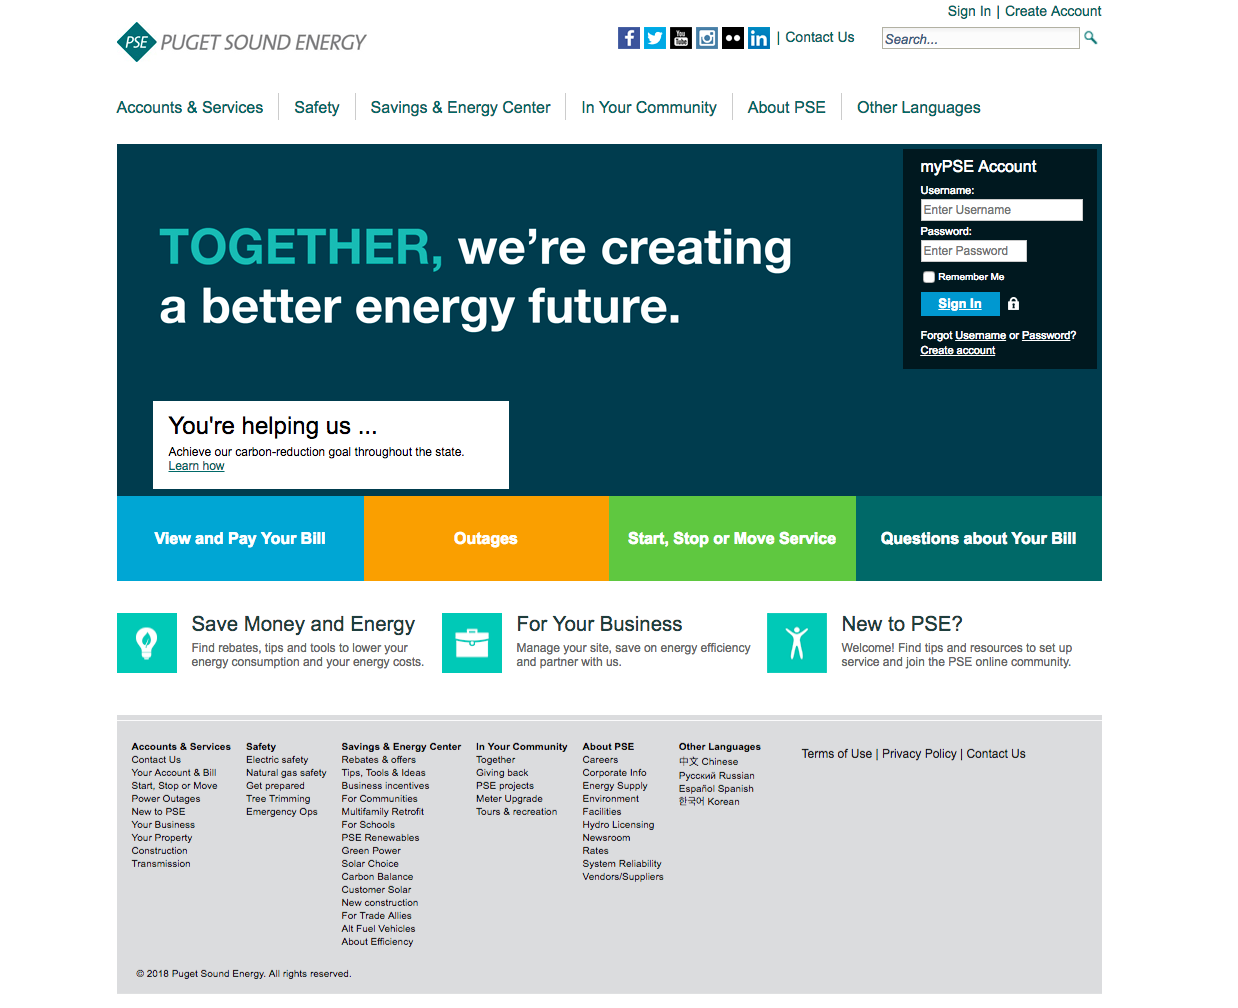 Sign In | Create Account
PSE PUGET SOUND ENERGY
You Tube
in
| Contact Us
Search...
Accounts & Services
Safety
Savings & Energy Center
In Your Community
About PSE
Other Languages
TOGETHER, we're creating
a better energy future.
myPSE Account
Username:
Enter Username
Password:
Enter Password
Remember Me
Sign In
Forgot Username or Password?
Create account
You're helping us ...
Achieve our carbon-reduction goal throughout the state.
Learn how
View and Pay Your Bill
Outages
Start, Stop or Move Service
Questions about Your Bill
Save Money and Energy
Find rebates, tips and tools to lower your
energy consumption and your energy costs.
For Your Business
Manage your site, save on energy efficiency
and partner with us.
New to PSE?
Welcome! Find tips and resources to set up
service and join the PSE online community.
Accounts & Services
Contact Us
Your Account & Bill
Start, Stop or Move
Power Outages
New to PSE
Your Business
Your Property
Construction
Transmission
Safety
Electric safety
Natural gas safety
Get prepared
Tree Trimming
Emergency Ops
Savings & Energy Center
Rebates & offers
Tips, Tools & Ideas
Business incentives
For Communities
Multifamily Retrofit
For Schools
PSE Renewables
Green Power
Solar Choice
Carbon Balance
Customer Solar
New construction
For Trade Allies
Alt Fuel Vehicles
About Efficiency
In Your Community
Together
Giving back
PSE projects
Meter Upgrade
Tours & recreation
About PSE
Careers
Corporate Info
Energy Supply
Environment
Facilities
Hydro Licensing
Newsroom
Rates
System Reliability
Vendors/Suppliers
Other Languages
中文 Chinese
Русский Russian
Español Spanish
한국어 Korean
Terms of Use | Privacy Policy | Contact Us
© 2018 Puget Sound Energy. All rights reserved.